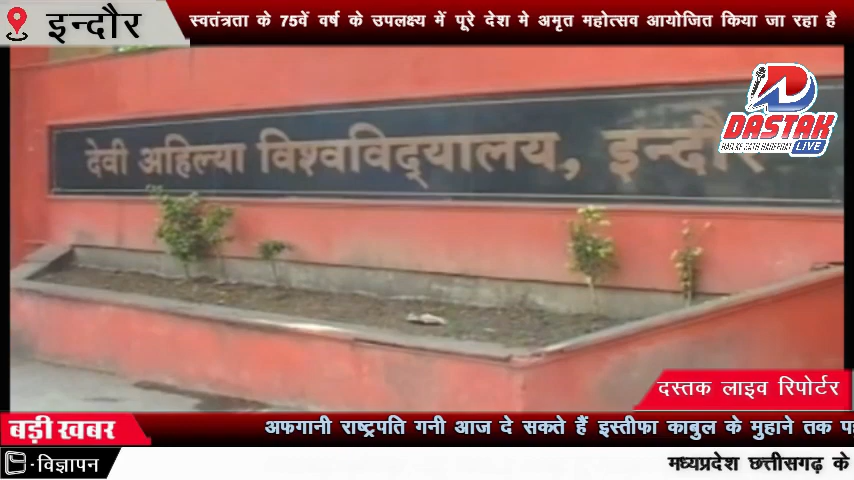 इन्दौर
स्वतंत्रता के 75वें वर्ष के उपलक्ष्य में पूरे देश मे अमृत महोत्सव आयोजित किया जा रहा है
DASTAK
LIVE
देवी अहिल्या विश्वविद्यालय, इन्दौर
दस्तक लाइव रिपोर्टर
बड़ी खबर
अफगानी राष्ट्रपति गनी आज दे सकते हैं इस्तीफा काबुल के मुहाने तक
-विज्ञापन
मध्यप्रदेश छत्तीसगढ़ के